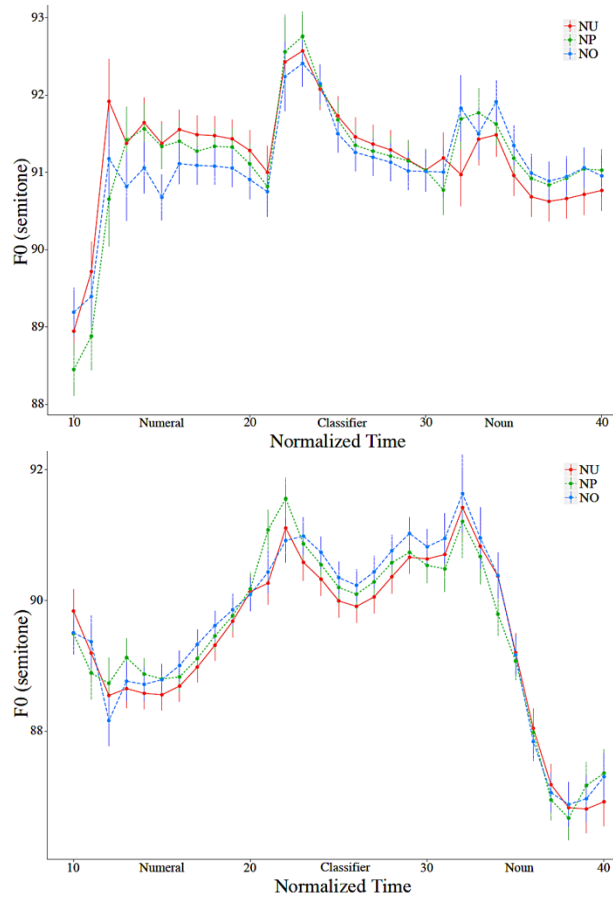 93
92
91
90
89
88
F0 (semitone)
NU
NP
NO
10 Numeral 20 Classifier 30 Noun 40
Normalized Time
92
90
88
F0 (semitone)
NU
NP
NO
10 Numeral 20 Classifier 30 Noun 40
Normalized Time